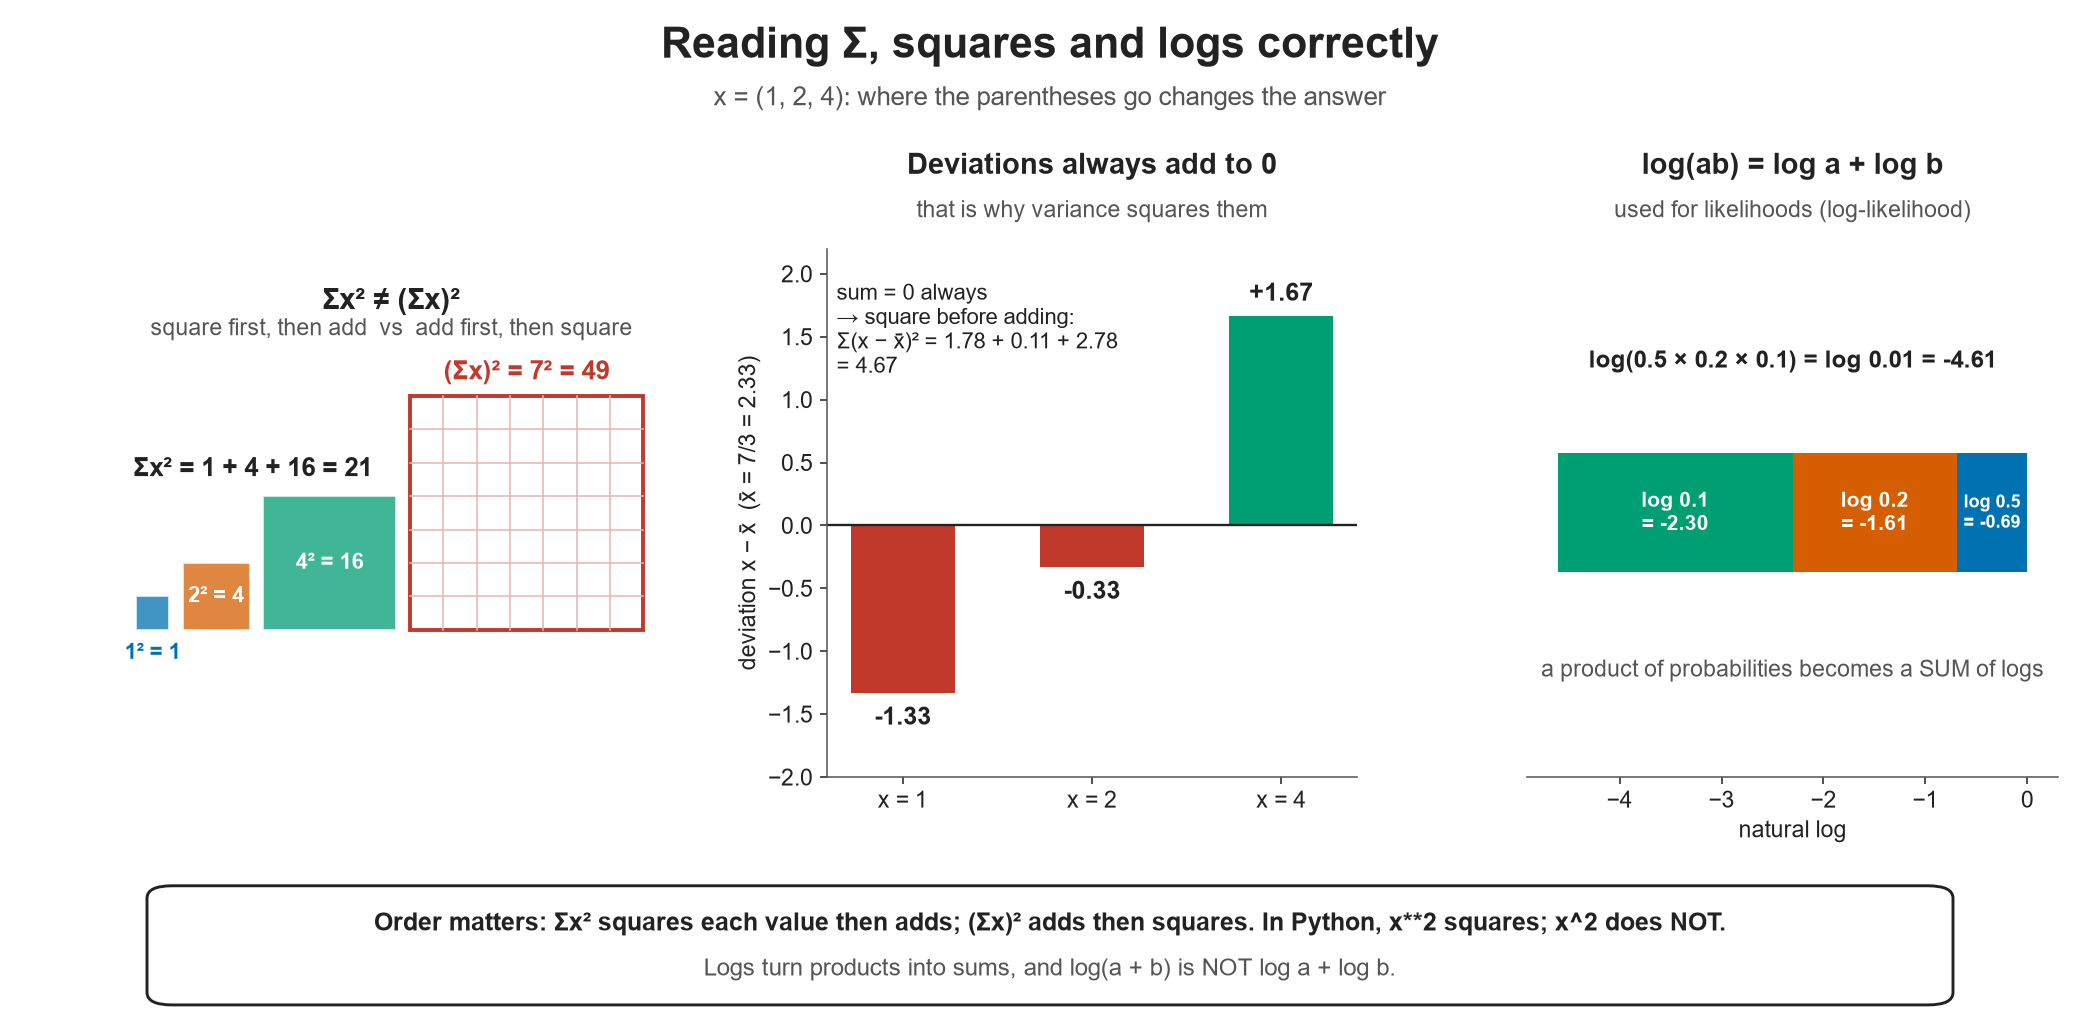 Reading Σ, squares and logs correctly
x = (1, 2, 4): where the parentheses go changes the answer
Σx² ≠ (Σx)²
square first, then add  vs  add first, then square
(Σx)² = 7² = 49
Σx² = 1 + 4 + 16 = 21
4² = 16
2² = 4
1² = 1
Deviations always add to 0
that is why variance squares them
deviation x − x̄  (x̄ = 7/3 = 2.33)
2.0
1.5
1.0
0.5
0.0
−0.5
−1.0
−1.5
−2.0
sum = 0 always
→ square before adding:
Σ(x − x̄)² = 1.78 + 0.11 + 2.78
= 4.67
+1.67
-0.33
-1.33
x = 1
x = 2
x = 4
log(ab) = log a + log b
used for likelihoods (log-likelihood)
log(0.5 × 0.2 × 0.1) = log 0.01 = -4.61
log 0.1
= -2.30
log 0.2
= -1.61
log 0.5
= -0.69
a product of probabilities becomes a SUM of logs
−4
−3
−2
−1
0
natural log
Order matters: Σx² squares each value then adds; (Σx)² adds then squares. In Python, x**2 squares; x^2 does NOT.
Logs turn products into sums, and log(a + b) is NOT log a + log b.